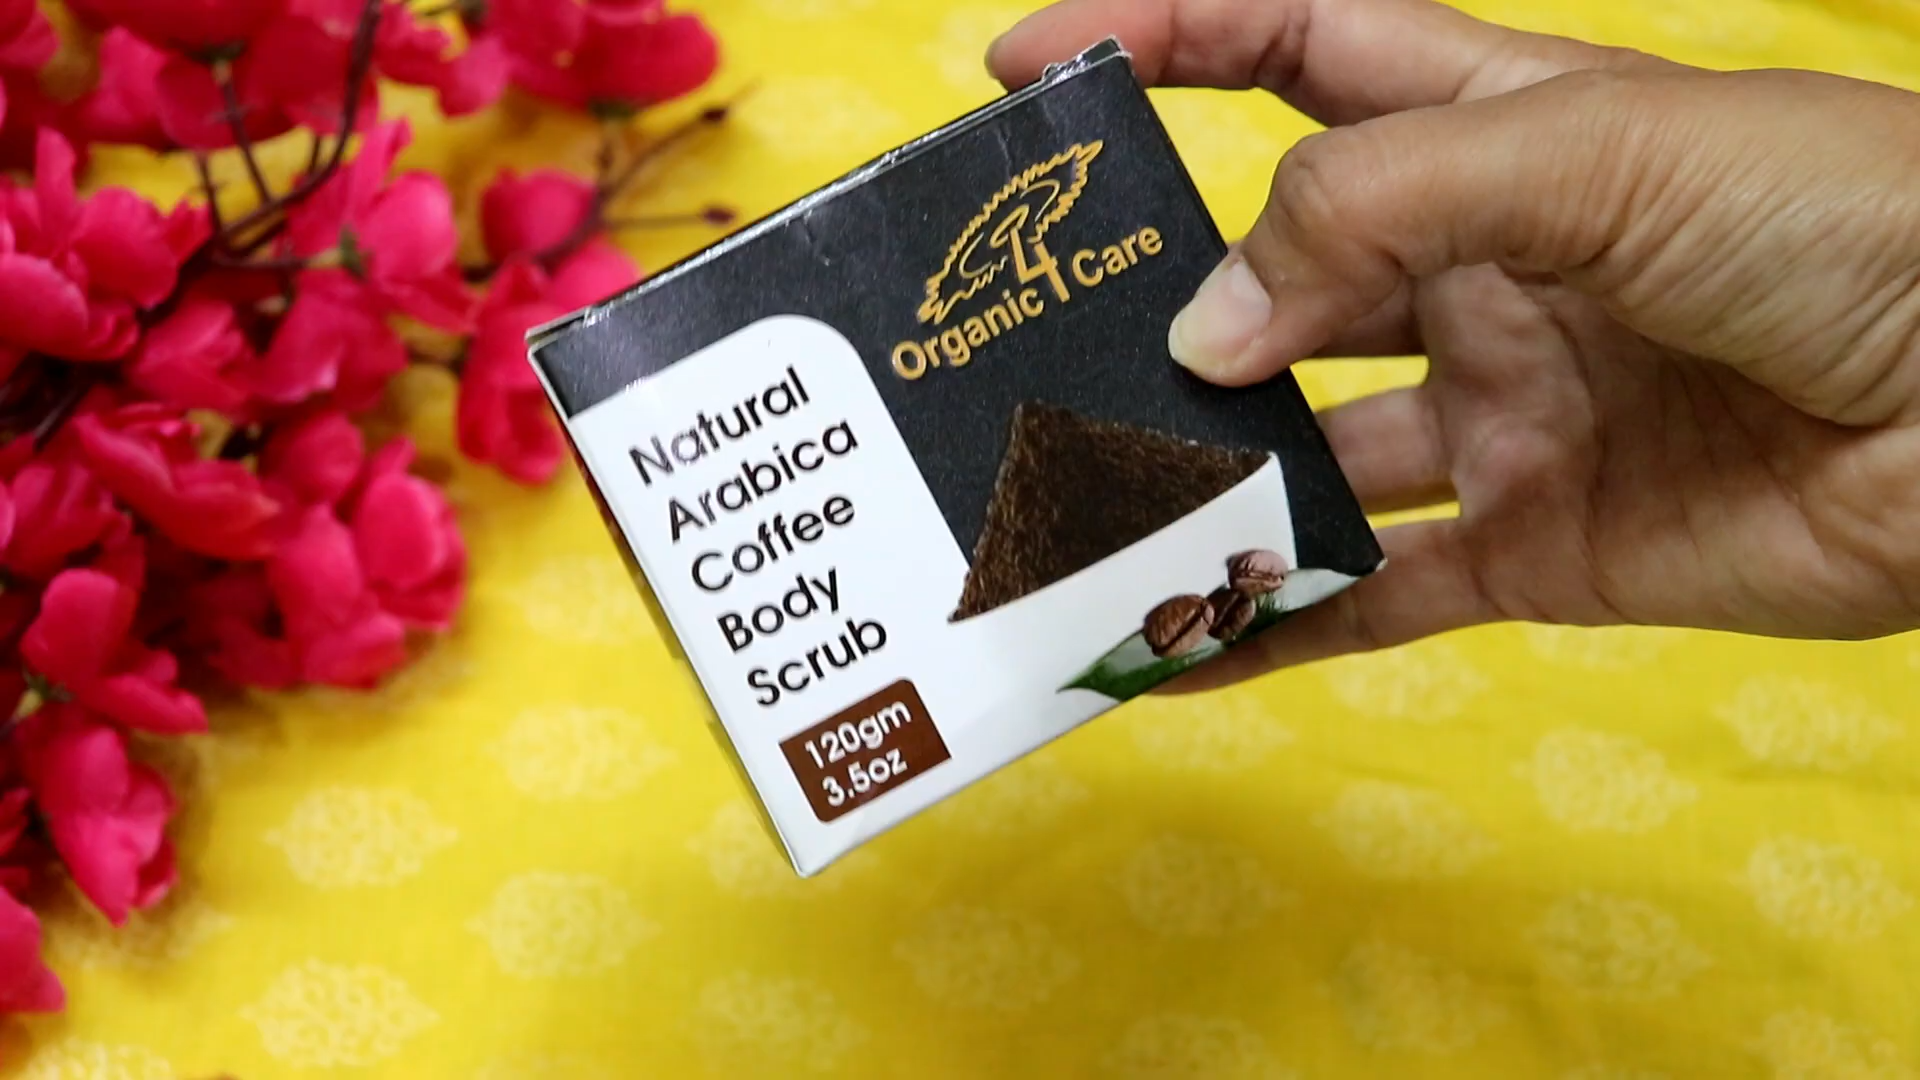 Organic 4 Care
Natural
Arabica
Coffee
Body
Scrub
120gm
3.5oz